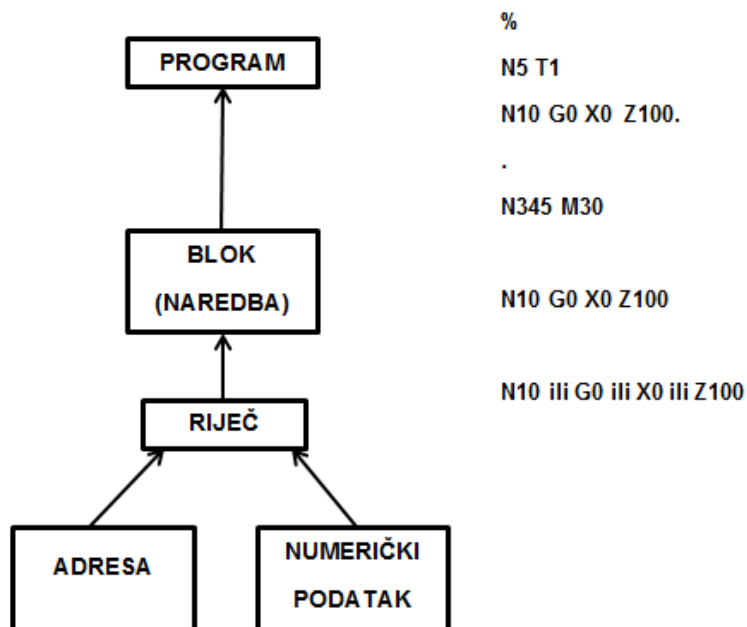 PROGRAM
BLOK
(NAREDBA)
RIJEČ
ADRESA
NUMERIČKI
PODATAK
%
N5 T1
N10 G0 X0 Z100.
.
N345 M30
N10 G0 X0 Z100
N10 ili G0 ili X0 ili Z100